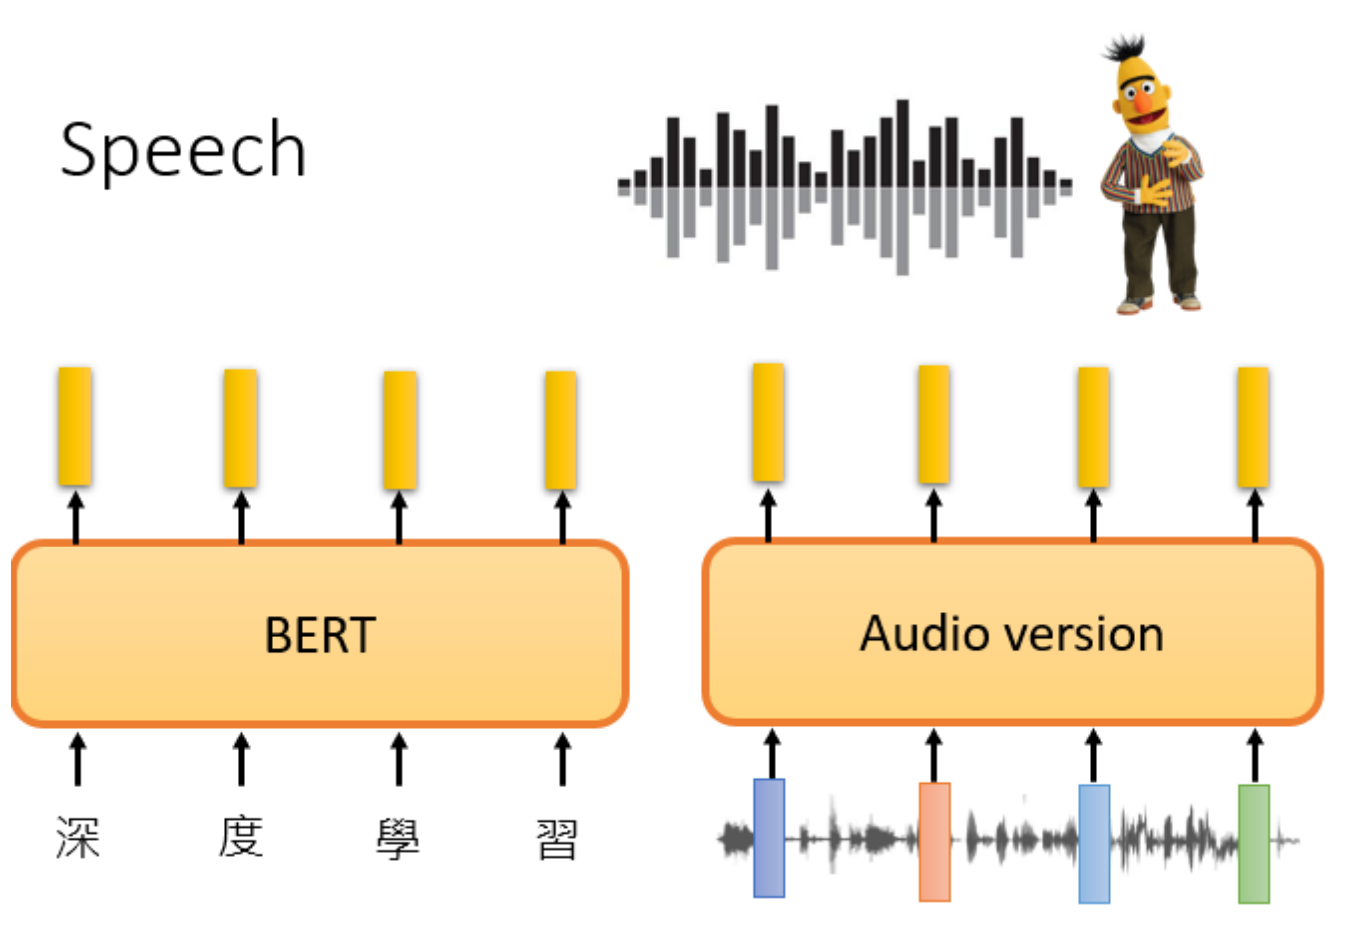 Speech
BERT
Audio version
深 度 學 習